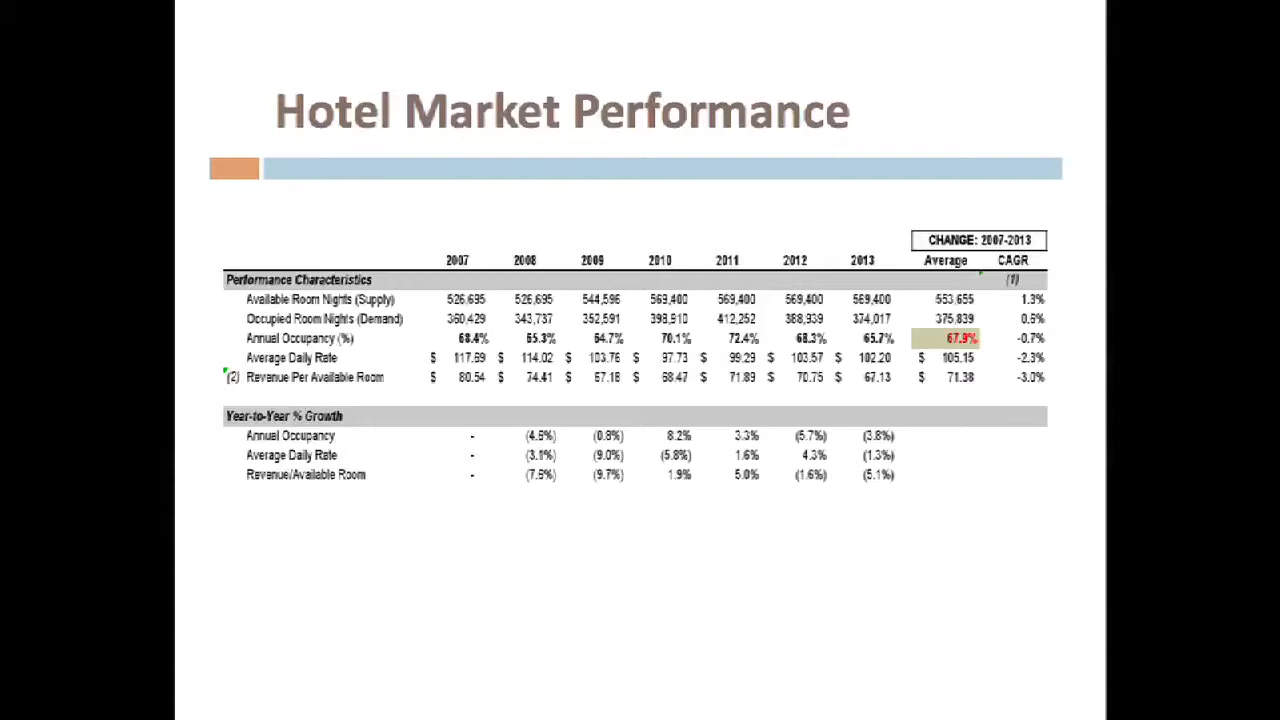 Hotel Market Performance
CHANGE: 2007-2013
2007 2008 2009 2010 2011 2012 2013 Average CAGR
Performance Characteristics (1)
Available Room Nights (Supply) 526,695 526,695 544,596 569,400 569,400 569,400 569,400 553,655 1.3%
Occupied Room Nights (Demand) 360,429 343,737 352,591 398,910 412,252 388,939 374,017 375,839 0.6%
Annual Occupancy (%) 68.4% 65.3% 64.7% 70.1% 72.4% 68.3% 65.7% 67.9% -0.7%
Average Daily Rate $ 117.69 $ 114.02 $ 103.76 $ 97.73 $ 99.29 $ 103.57 $ 102.20 $ 105.15 -2.3%
(2) Revenue Per Available Room $ 80.54 $ 74.41 $ 67.18 $ 68.47 $ 71.89 $ 70.75 $ 67.13 $ 71.38 -3.0%
Year-to-Year % Growth
Annual Occupancy - (4.6%) (0.8%) 8.2% 3.3% (5.7%) (3.8%)
Average Daily Rate - (3.1%) (9.0%) (5.8%) 1.6% 4.3% (1.3%)
Revenue/Available Room - (7.6%) (9.7%) 1.9% 5.0% (1.6%) (5.1%)